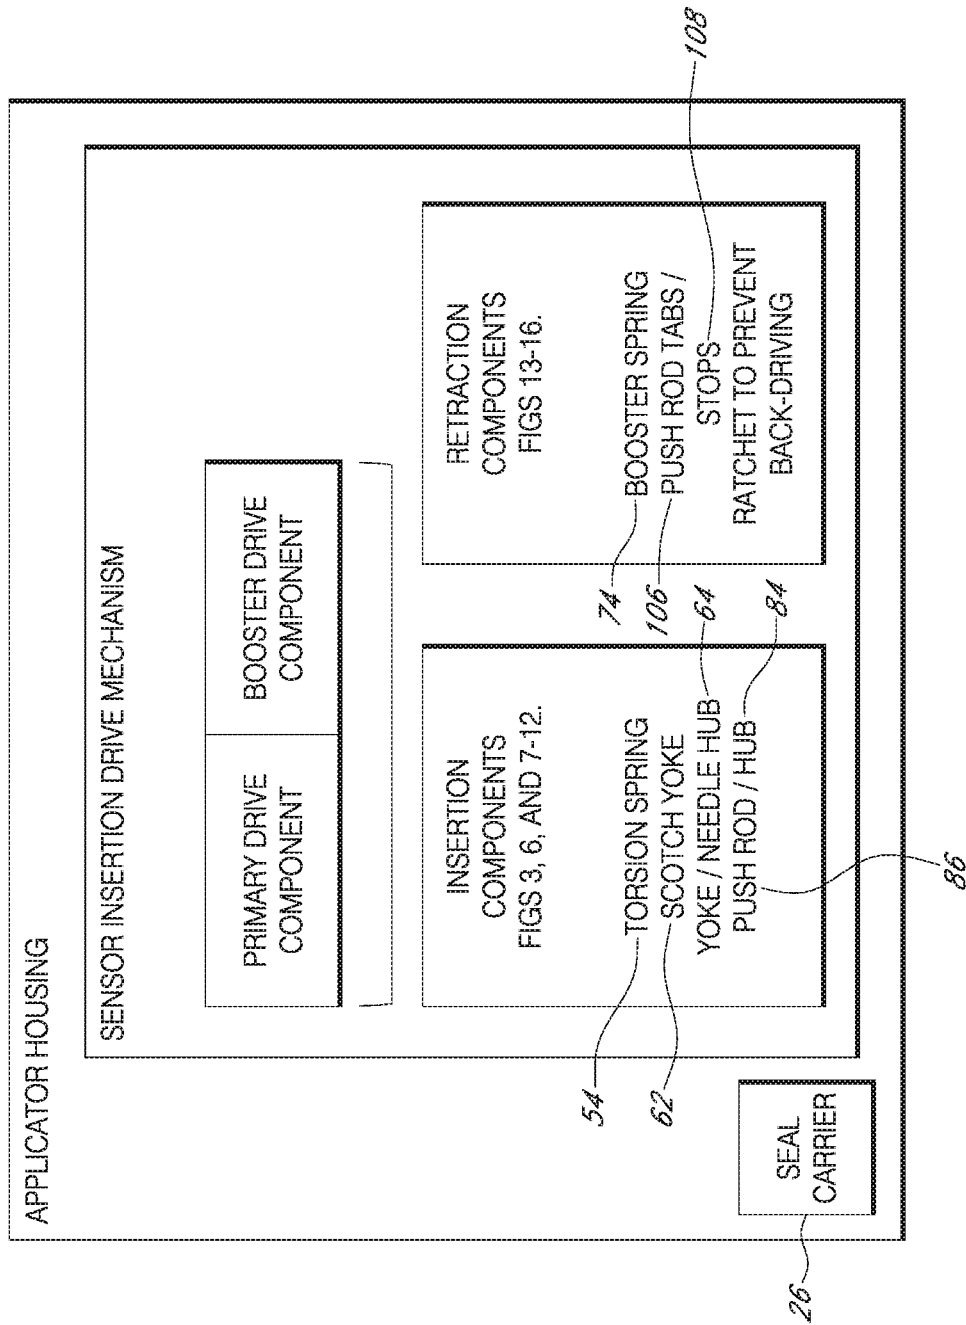 APPLICATOR HOUSING
SENSOR INSERTION DRIVE MECHANISM
PRIMARY DRIVE
COMPONENT
BOOSTER DRIVE
COMPONENT
INSERTION
COMPONENTS
FIGS 3, 6, AND 7-12.
54 TORSION SPRING
62 SCOTCH YOKE
YOKE / NEEDLE HUB 64
PUSH ROD / HUB 84
86
RETRACTION
COMPONENTS
FIGS 13-16.
74 BOOSTER SPRING
106 PUSH ROD TABS /
STOPS 108
RATCHET TO PREVENT
BACK-DRIVING
SEAL
CARRIER
26